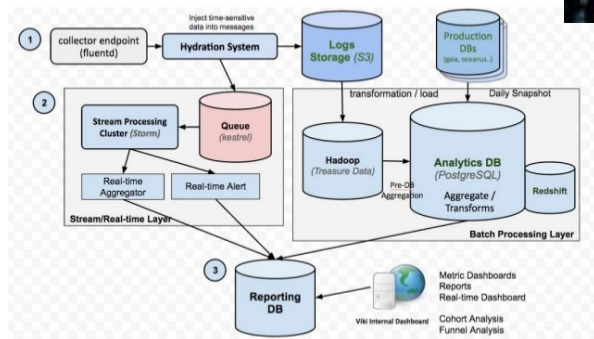 Inject time-sensitive
data into messages
1
collector endpoint
(fluentd)
Hydration System
Logs
Storage (S3)
Production
DBs
(gaia, oceanus..)
transformation / load
Daily Snapshot
2
Stream Processing
Cluster (Storm)
Queue
(kestrel)
Real-time
Aggregator
Real-time Alert
Stream/Real-time Layer
Hadoop
(Treasure Data)
Pre-DB
Aggregation
Analytics DB
(PostgreSQL)
Aggregate /
Transforms
Redshift
Batch Processing Layer
3
Reporting
DB
Viki Internal Dashboard
Metric Dashboards
Reports
Real-time Dashboard
Cohort Analysis
Funnel Analysis